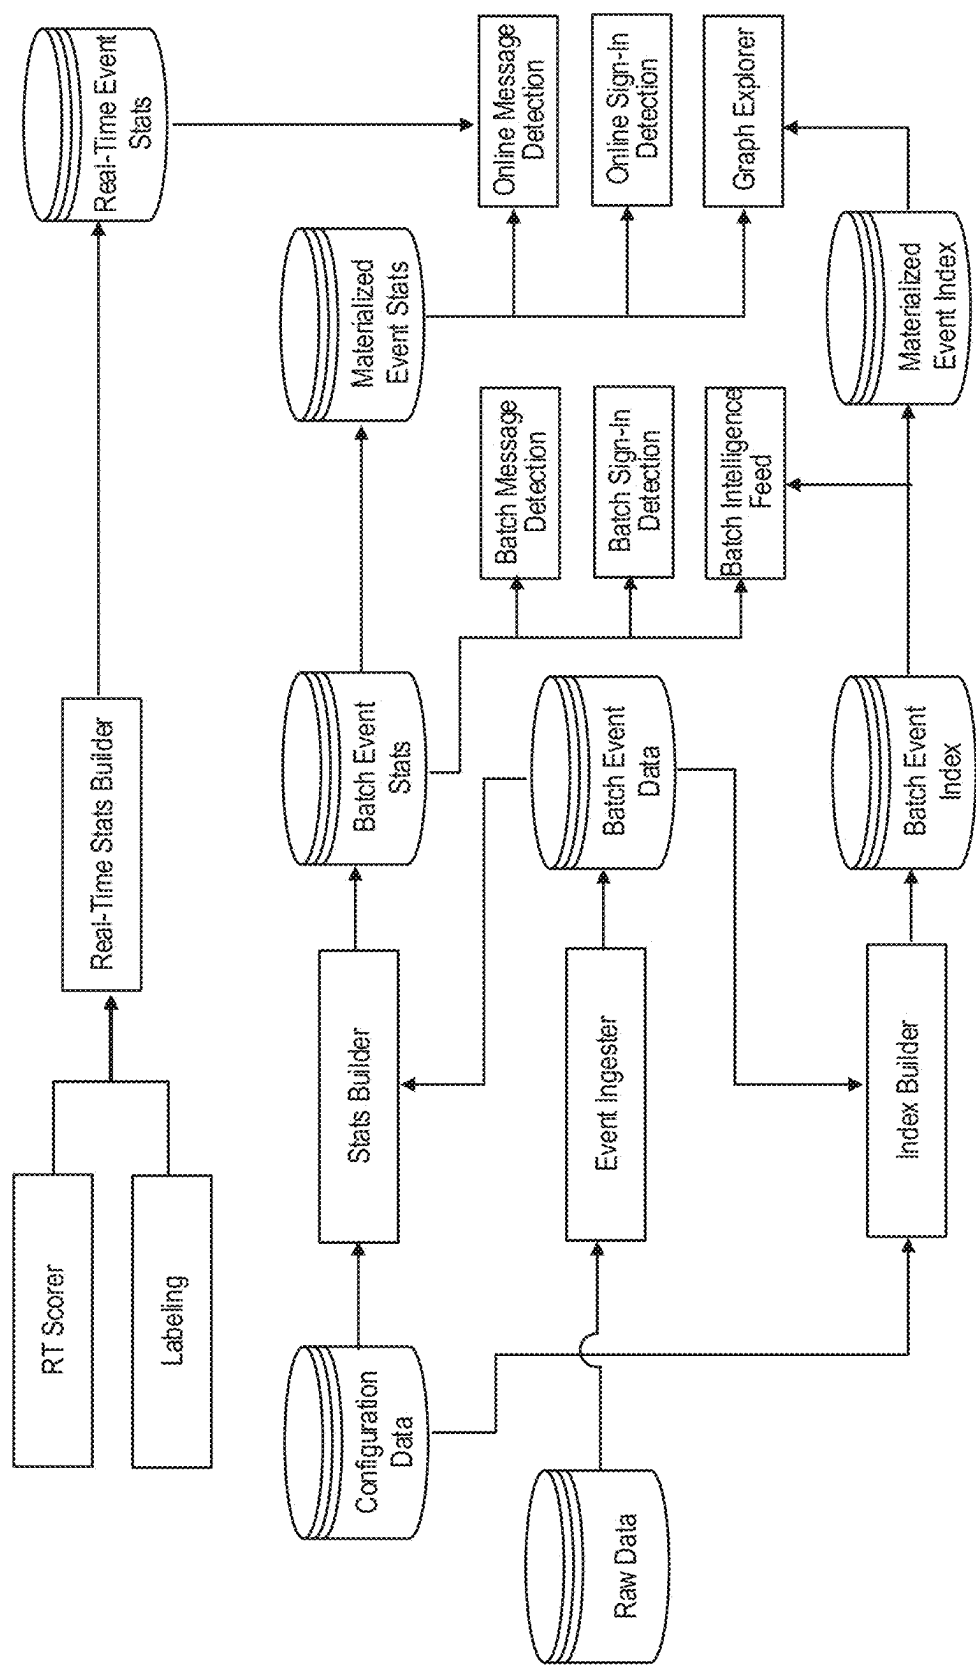 RT Scorer
Labeling
Real-Time Stats Builder
Real-Time Event
Stats
Configuration
Data
Stats Builder
Batch Event
Stats
Materialized
Event Stats
Raw Data
Event Ingester
Batch Event
Data
Batch Message
Detection
Batch Sign-In
Detection
Batch Intelligence
Feed
Online Message
Detection
Online Sign-In
Detection
Graph Explorer
Index Builder
Batch Event
Index
Materialized
Event Index